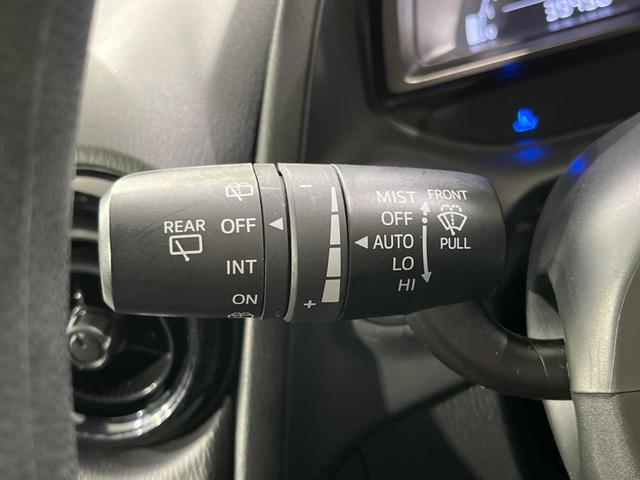 REAR
OFF
INT
ON
−
+
MIST
OFF
AUTO
LO
HI
FRONT
PULL